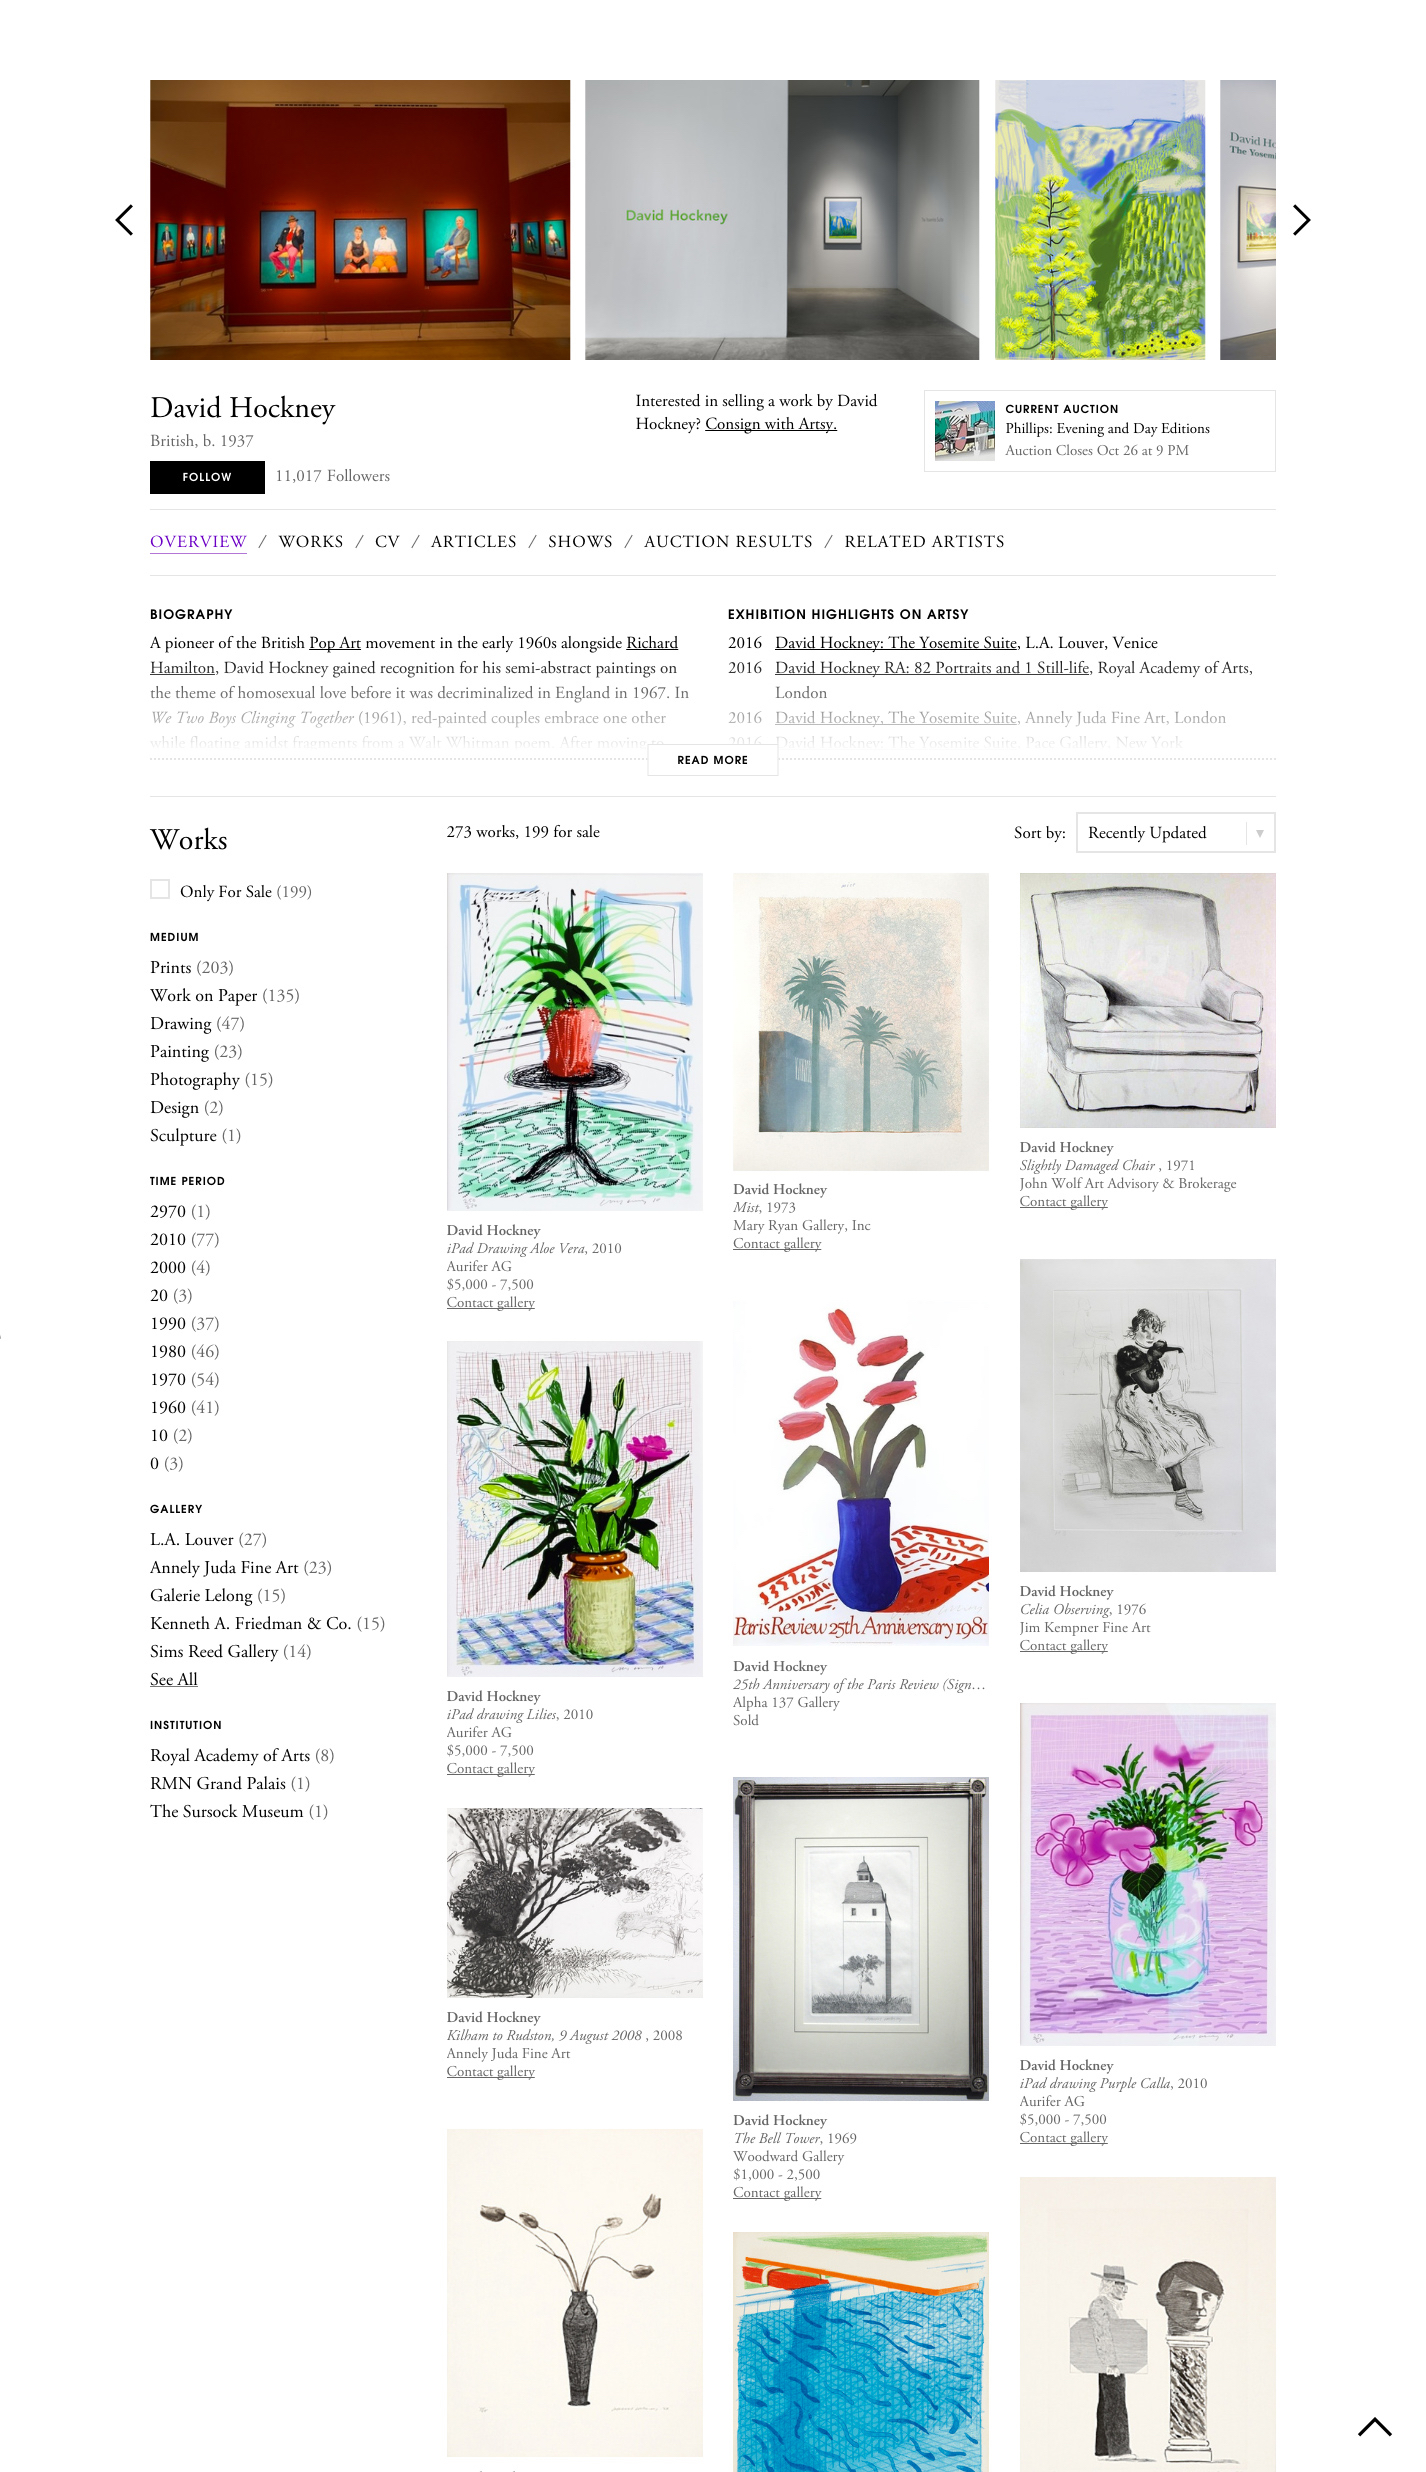 David Hockney
David Ho
The Yosemi
David Hockney
British, b. 1937
FOLLOW
11,017 Followers
Interested in selling a work by David
Hockney? Consign with Artsy.
CURRENT AUCTION
Phillips: Evening and Day Editions
Auction Closes Oct 26 at 9 PM
OVERVIEW / WORKS / CV / ARTICLES / SHOWS / AUCTION RESULTS / RELATED ARTISTS
BIOGRAPHY
A pioneer of the British Pop Art movement in the early 1960s alongside Richard
Hamilton, David Hockney gained recognition for his semi-abstract paintings on
the theme of homosexual love before it was decriminalized in England in 1967. In
We Two Boys Clinging Together (1961), red-painted couples embrace one other
while floating amidst fragments from a Walt Whitman poem. After moving to
EXHIBITION HIGHLIGHTS ON ARTSY
2016 David Hockney: The Yosemite Suite, L.A. Louver, Venice
2016 David Hockney RA: 82 Portraits and 1 Still-life, Royal Academy of Arts,
London
2016 David Hockney, The Yosemite Suite, Annely Juda Fine Art, London
2016 David Hockney: The Yosemite Suite, Pace Gallery, New York
READ MORE
Works
Only For Sale (199)
MEDIUM
Prints (203)
Work on Paper (135)
Drawing (47)
Painting (23)
Photography (15)
Design (2)
Sculpture (1)
TIME PERIOD
2970 (1)
2010 (77)
2000 (4)
20 (3)
1990 (37)
1980 (46)
1970 (54)
1960 (41)
10 (2)
0 (3)
GALLERY
L.A. Louver (27)
Annely Juda Fine Art (23)
Galerie Lelong (15)
Kenneth A. Friedman & Co. (15)
Sims Reed Gallery (14)
See All
INSTITUTION
Royal Academy of Arts (8)
RMN Grand Palais (1)
The Sursock Museum (1)
273 works, 199 for sale
Sort by: Recently Updated
David Hockney
iPad Drawing Aloe Vera, 2010
Aurifer AG
$5,000 - 7,500
Contact gallery
David Hockney
iPad drawing Lilies, 2010
Aurifer AG
$5,000 - 7,500
Contact gallery
David Hockney
Kilham to Rudston, 9 August 2008 , 2008
Annely Juda Fine Art
Contact gallery
David Hockney
Mist, 1973
Mary Ryan Gallery, Inc
Contact gallery
Paris Review 25th Anniversary 1981
David Hockney
25th Anniversary of the Paris Review (Sign…
Alpha 137 Gallery
Sold
David Hockney
The Bell Tower, 1969
Woodward Gallery
$1,000 - 2,500
Contact gallery
David Hockney
Slightly Damaged Chair , 1971
John Wolf Art Advisory & Brokerage
Contact gallery
David Hockney
Celia Observing, 1976
Jim Kempner Fine Art
Contact gallery
David Hockney
iPad drawing Purple Calla, 2010
Aurifer AG
$5,000 - 7,500
Contact gallery